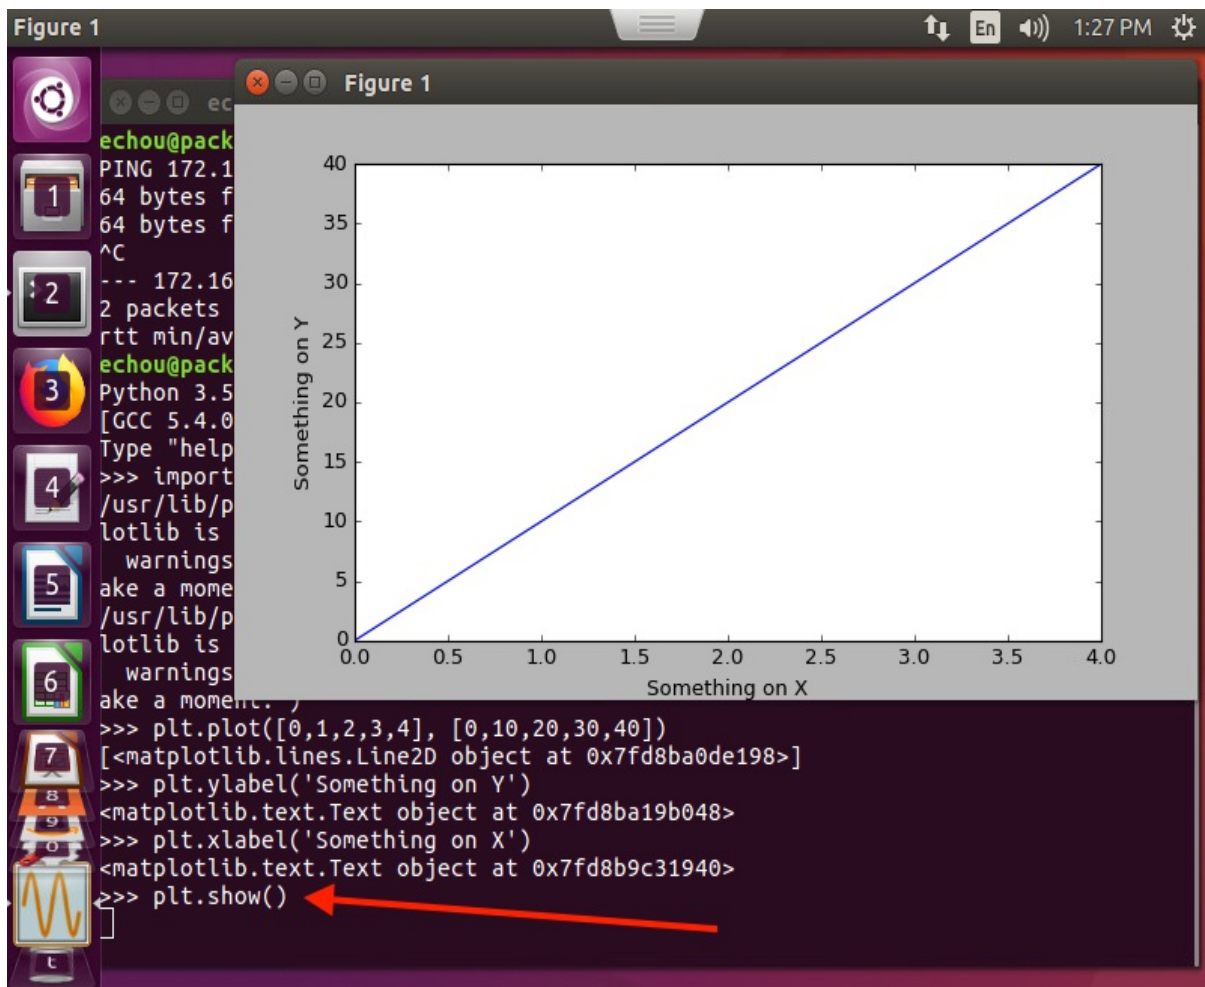 Figure 1
En
1:27 PM
Figure 1
ec
echou@pack
PING 172.1
64 bytes f
64 bytes f
^C
--- 172.16
2 packets
rtt min/av
echou@pack
Python 3.5
[GCC 5.4.0
Type "help
>>> import
/usr/lib/p
lotlib is
warnings
ake a mome
/usr/lib/p
lotlib is
warnings
ake a moment. )
>>> plt.plot([0,1,2,3,4], [0,10,20,30,40])
[<matplotlib.lines.Line2D object at 0x7fd8ba0de198>]
>>> plt.ylabel('Something on Y')
<matplotlib.text.Text object at 0x7fd8ba19b048>
>>> plt.xlabel('Something on X')
<matplotlib.text.Text object at 0x7fd8b9c31940>
>>> plt.show()
40
35
30
25
20
15
10
5
0
Something on Y
0.0 0.5 1.0 1.5 2.0 2.5 3.0 3.5 4.0
Something on X
1
2
3
4
5
6
7
8
9
0
t